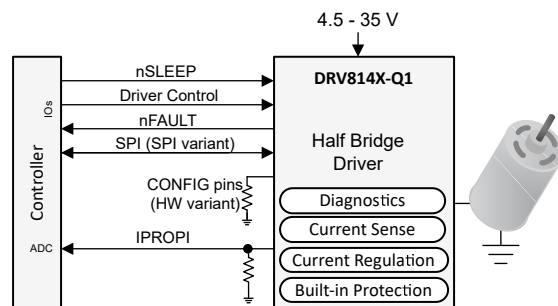 4.5 - 35 V
DRV814X-Q1
nSLEEP
Driver Control
nFAULT
SPI (SPI variant)
CONFIG pins
(HW variant)
IPROPI
Controller
IOs
ADC
Half Bridge
Driver
Diagnostics
Current Sense
Current Regulation
Built-in Protection